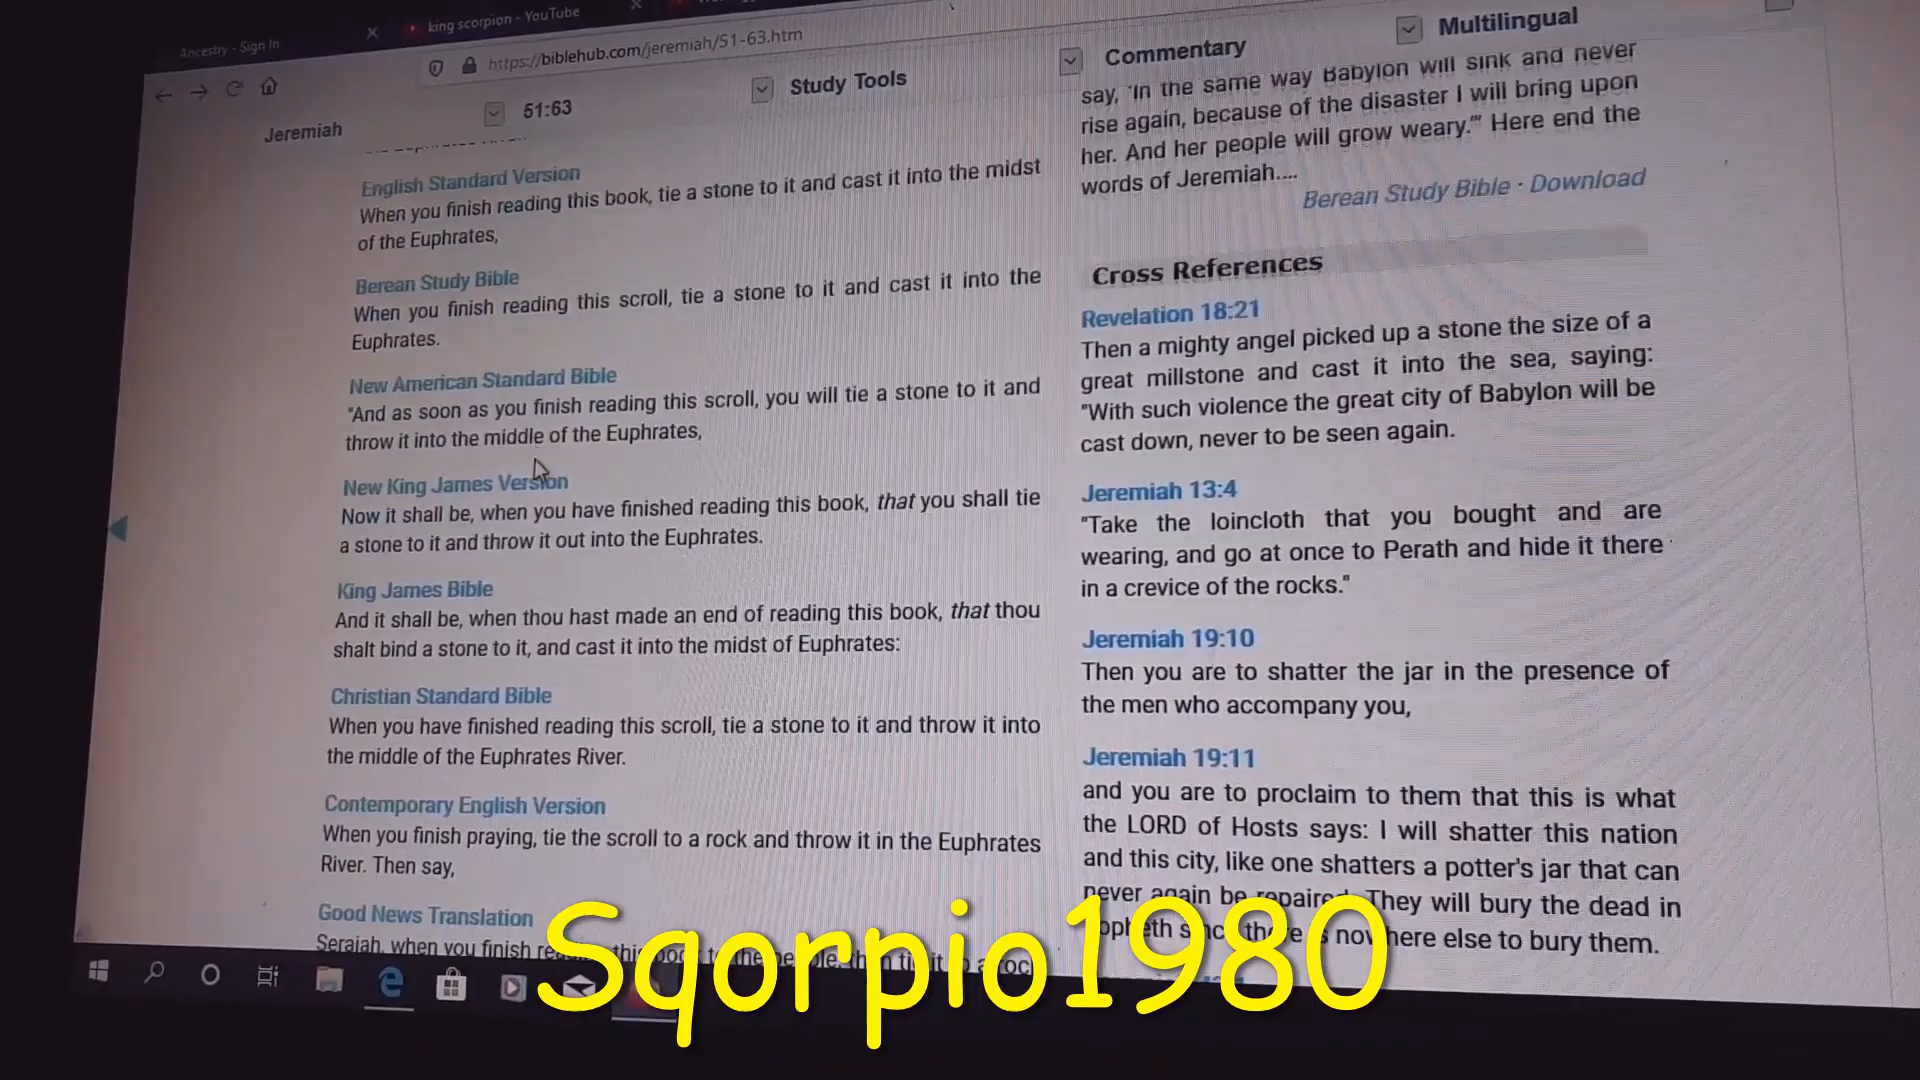 Ancestry - Sign In
king scorpion - YouTube
https://biblehub.com/jeremiah/51-63.htm
Jeremiah
51:63
Study Tools
Commentary
Multilingual
English Standard Version
When you finish reading this book, tie a stone to it and cast it into the midst
of the Euphrates,
Berean Study Bible
When you finish reading this scroll, tie a stone to it and cast it into the
Euphrates.
New American Standard Bible
"And as soon as you finish reading this scroll, you will tie a stone to it and
throw it into the middle of the Euphrates,
New King James Version
Now it shall be, when you have finished reading this book, that you shall tie
a stone to it and throw it out into the Euphrates.
King James Bible
And it shall be, when thou hast made an end of reading this book, that thou
shalt bind a stone to it, and cast it into the midst of Euphrates:
Christian Standard Bible
When you have finished reading this scroll, tie a stone to it and throw it into
the middle of the Euphrates River.
Contemporary English Version
When you finish praying, tie the scroll to a rock and throw it in the Euphrates
River. Then say,
Good News Translation
Seraiah, when you finish
say, 'In the same way Babylon will sink and never
rise again, because of the disaster I will bring upon
her. And her people will grow weary.'" Here end the
words of Jeremiah....
Berean Study Bible · Download
Cross References
Revelation 18:21
Then a mighty angel picked up a stone the size of a
great millstone and cast it into the sea, saying:
"With such violence the great city of Babylon will be
cast down, never to be seen again.
Jeremiah 13:4
"Take the loincloth that you bought and are
wearing, and go at once to Perath and hide it there
in a crevice of the rocks."
Jeremiah 19:10
Then you are to shatter the jar in the presence of
the men who accompany you,
Jeremiah 19:11
and you are to proclaim to them that this is what
the LORD of Hosts says: I will shatter this nation
and this city, like one shatters a potter's jar that can
never again be repaired. They will bury the dead in
nowhere else to bury them.
Sqorpio1980